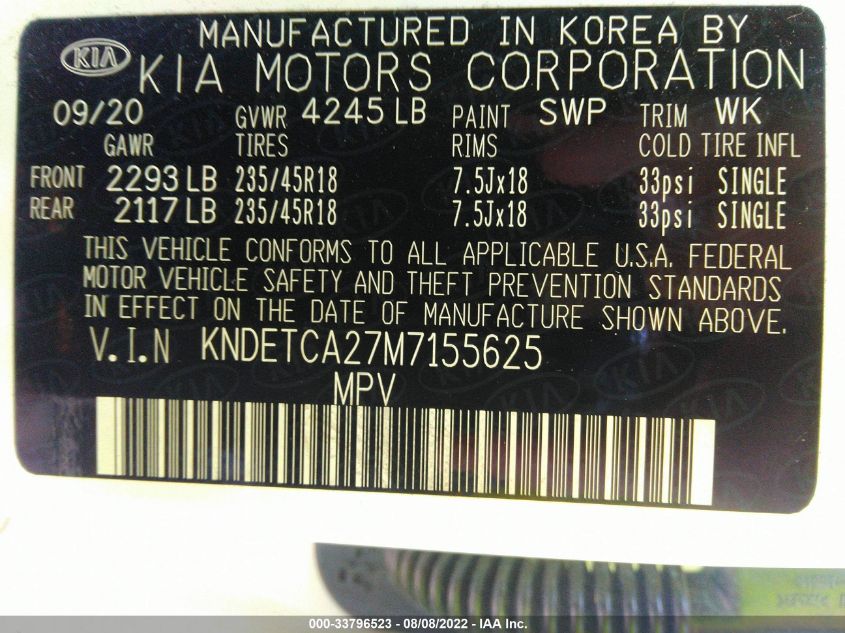 MANUFACTURED IN KOREA BY
KIA KIA MOTORS CORPORATION
09/20 GVWR 4245 LB PAINT SWP TRIM WK
GAWR TIRES RIMS COLD TIRE INFL
FRONT 2293 LB 235/45R18 7.5Jx18 33psi SINGLE
REAR 2117 LB 235/45R18 7.5Jx18 33psi SINGLE
THIS VEHICLE CONFORMS TO ALL APPLICABLE U.S.A. FEDERAL
MOTOR VEHICLE SAFETY AND THEFT PREVENTION STANDARDS
IN EFFECT ON THE DATE OF MANUFACTURE SHOWN ABOVE.
V.I.N KNDETCA27M7155625
MPV
000-33796523 - 08/08/2022 - IAA Inc.